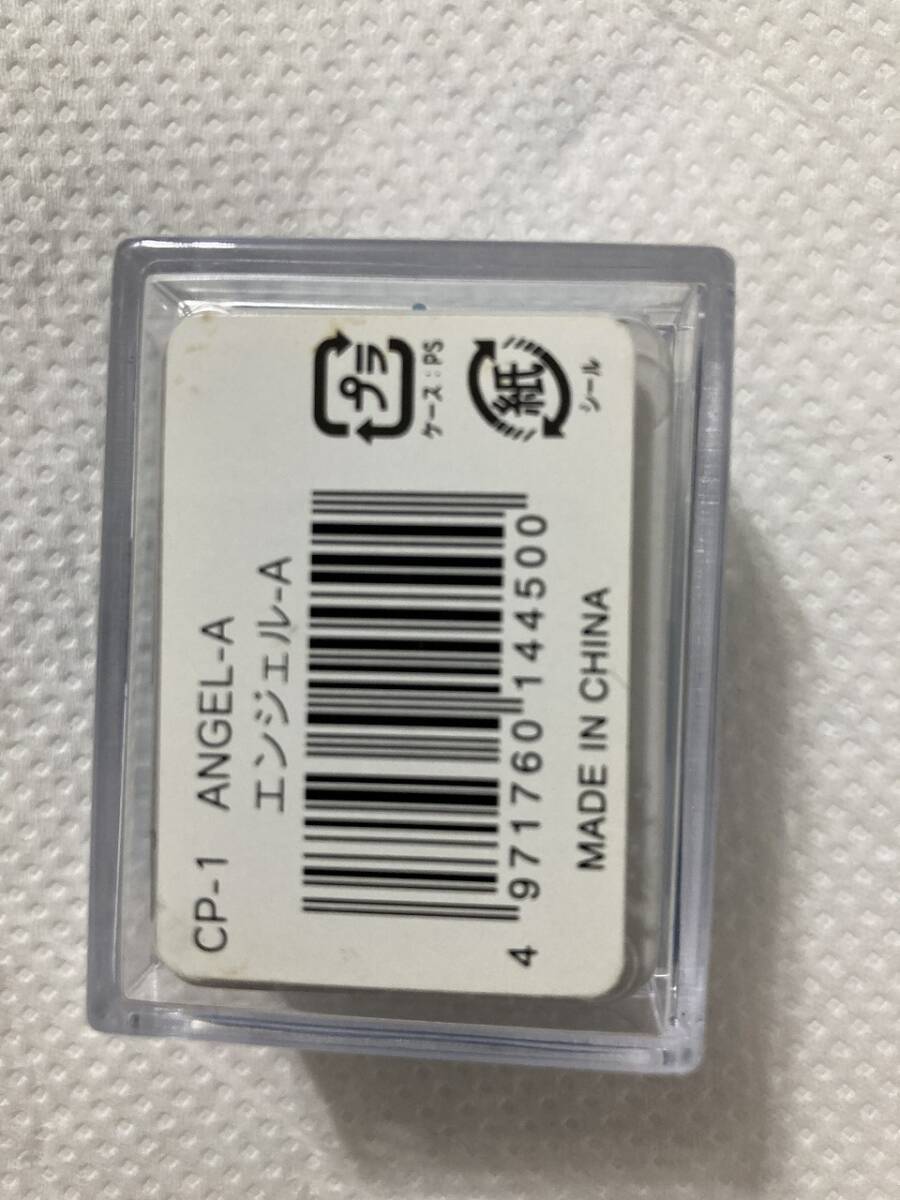 CP-1 ANGEL-A
エンジェル-A
4 971760 144500
MADE IN CHINA
プラ
ケース:PS
紙
シール